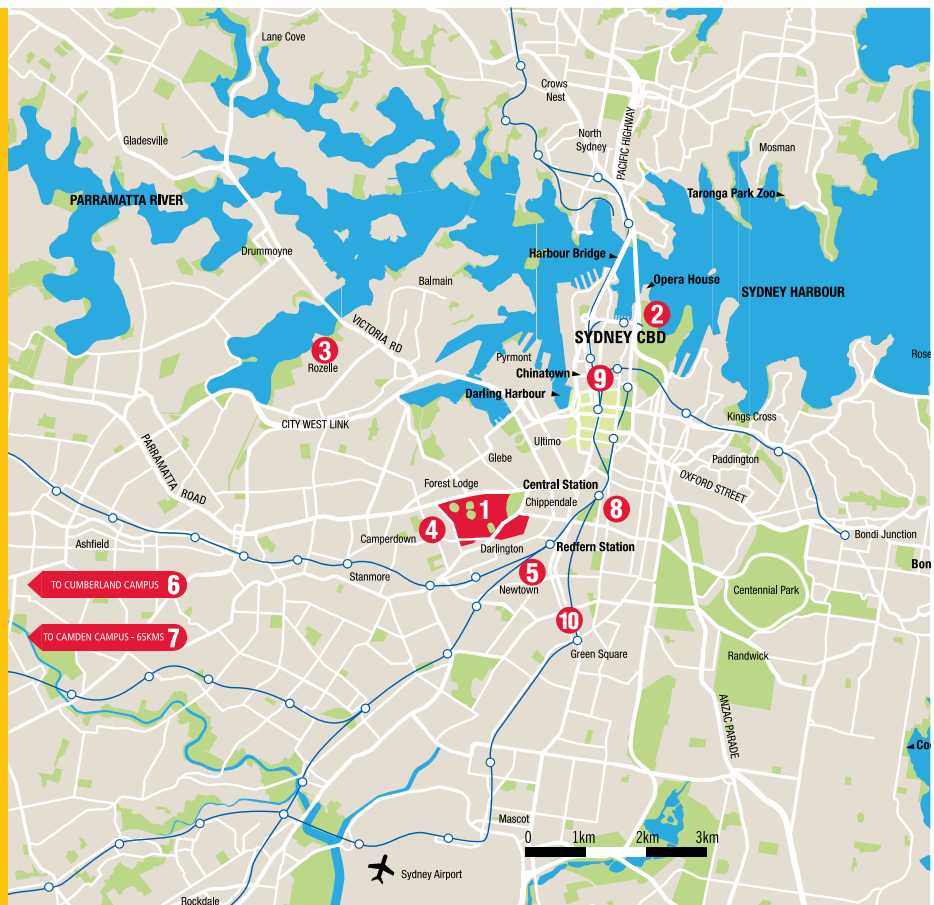 Lane Cove
Crows
Nest
Gladesville
North
Sydney
PACIFIC HIGHWAY
Mosman
Taronga Park Zoo
PARRAMATTA RIVER
Drummoyne
Harbour Bridge
Balmain
Opera House
SYDNEY HARBOUR
2
VICTORIA RD
SYDNEY CBD
3
Rozelle
Pyrmont
Rose
Chinatown
9
Darling Harbour
Kings Cross
CITY WEST LINK
Ultimo
Glebe
Paddington
PARRAMATTA ROAD
OXFORD STREET
Forest Lodge
Central Station
Chippendale
1
8
4
Camperdown
Darlington
Redfern Station
Bondi Junction
Ashfield
Bon
Stanmore
5
TO CUMBERLAND CAMPUS 6
Newtown
Centennial Park
10
TO CAMDEN CAMPUS - 65KMS 7
Green Square
Randwick
ANZAC PARADE
Coo
Mascot
0 1km 2km 3km
Sydney Airport
Rockdale